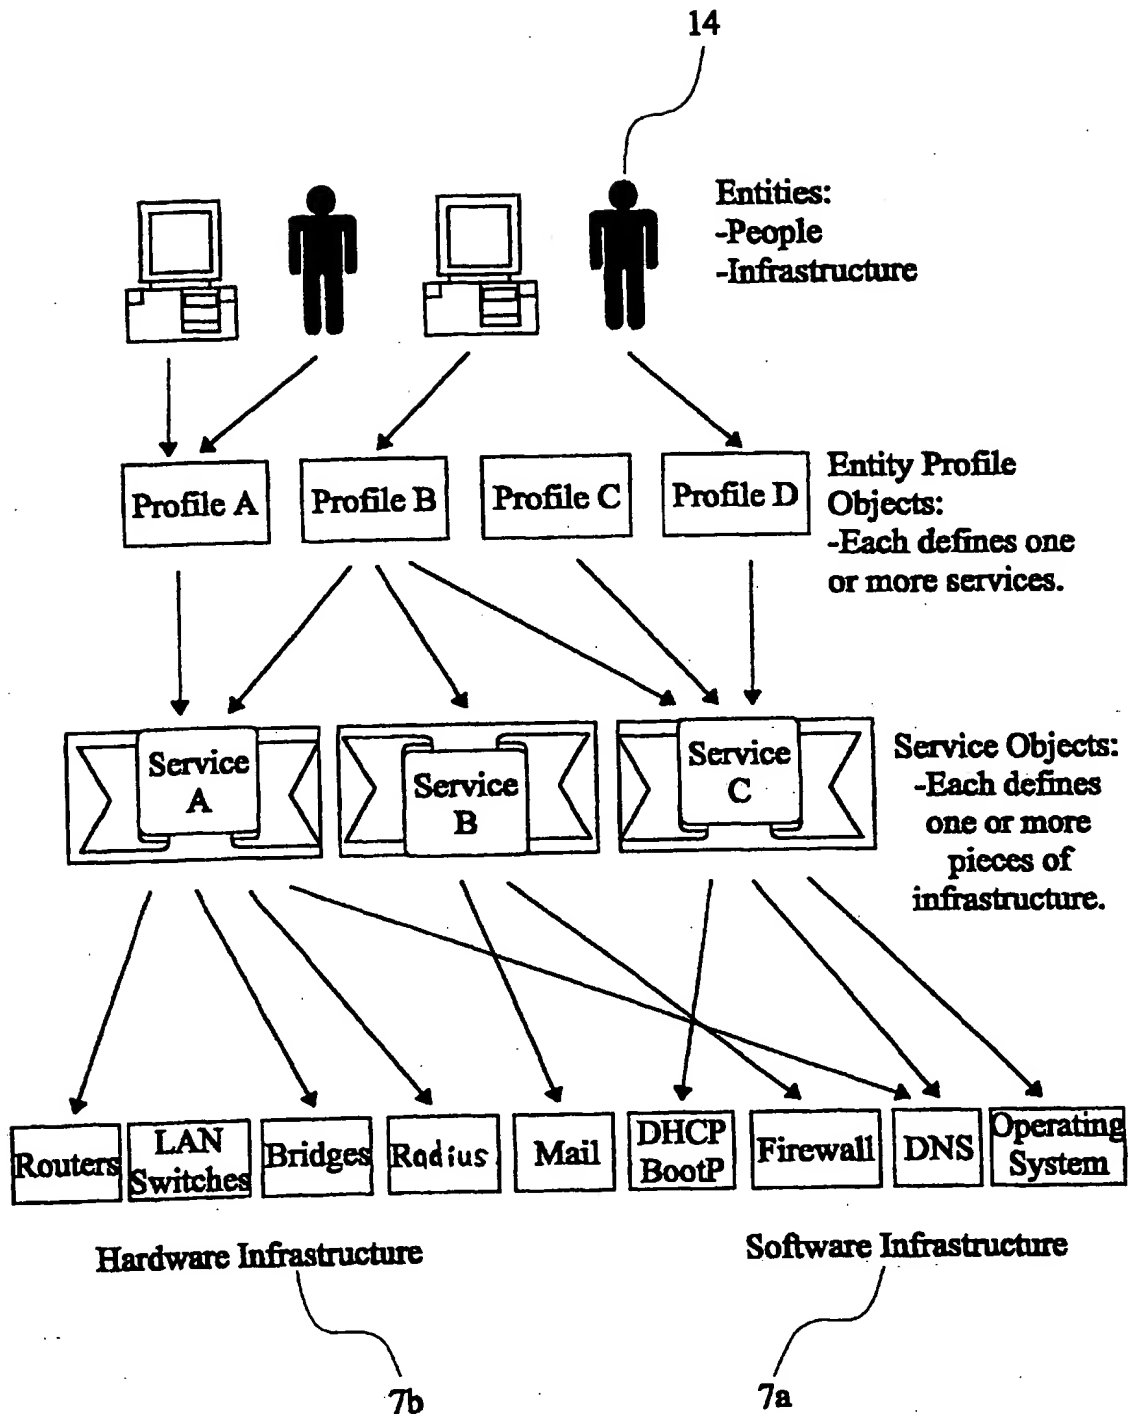 14
Entities:
-People
-Infrastructure
Profile A
Profile B
Profile C
Profile D
Entity Profile
Objects:
-Each defines one
or more services.
Service
A
Service
B
Service
C
Service Objects:
-Each defines
one or more
pieces of
infrastructure.
Routers
LAN
Switches
Bridges
Radius
Mail
DHCP
BootP
Firewall
DNS
Operating
System
Hardware Infrastructure
Software Infrastructure
7b
7a